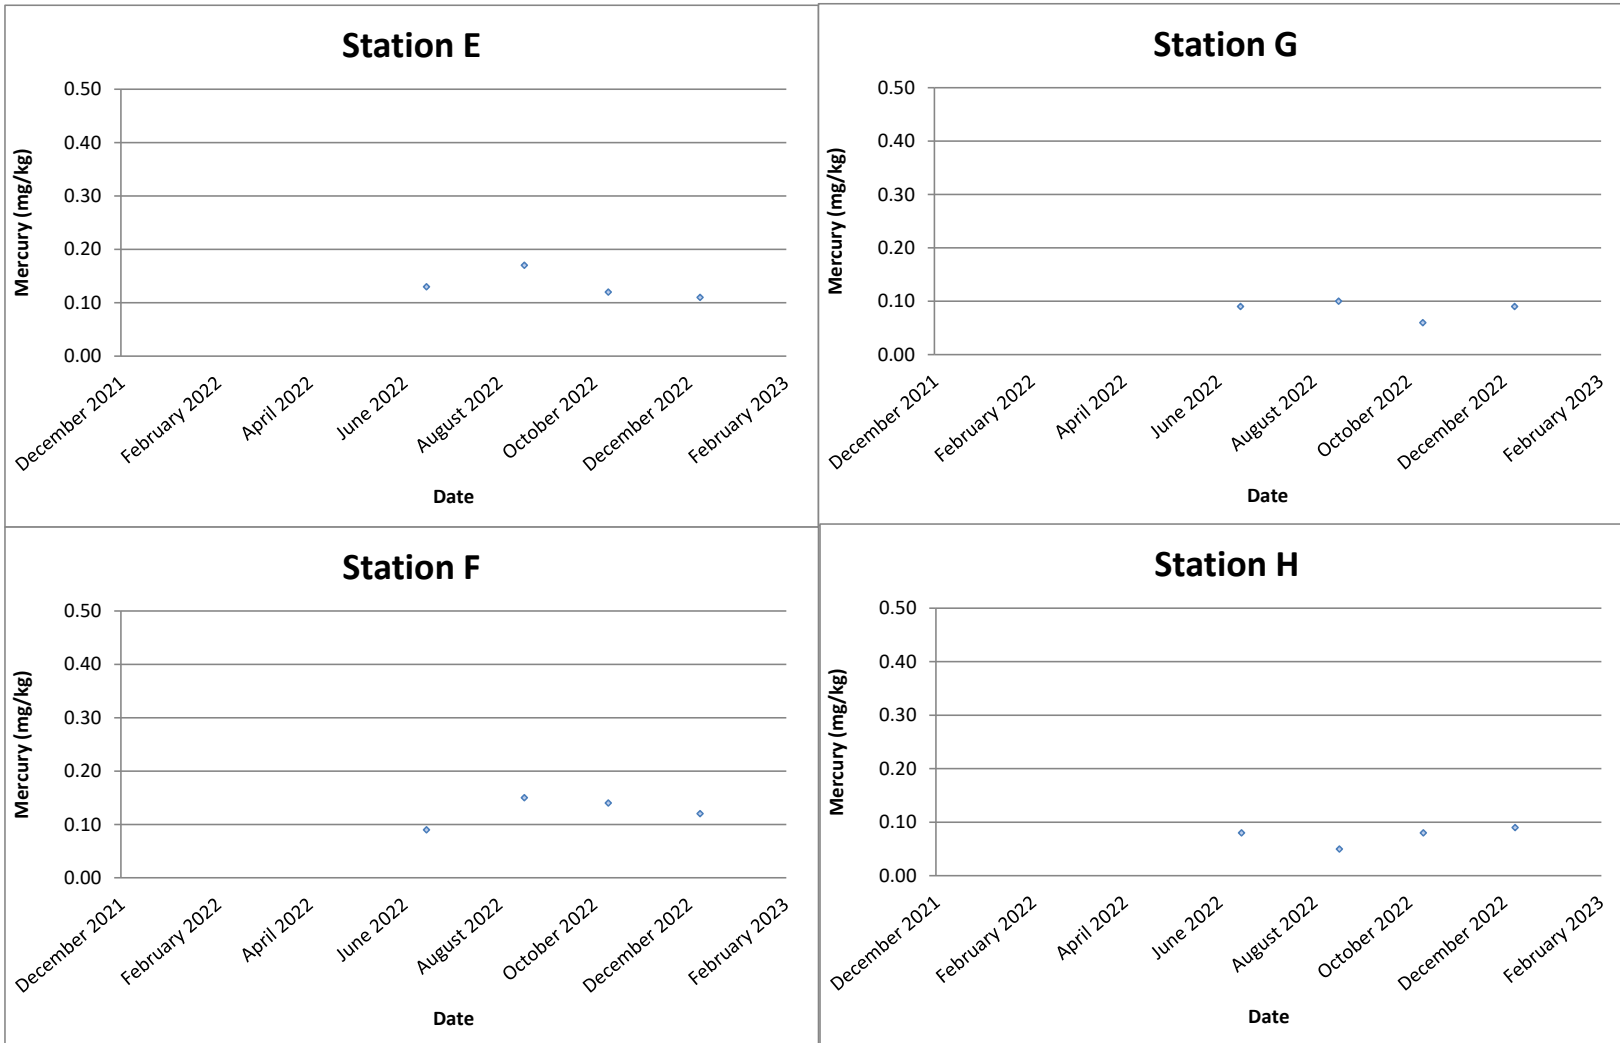 Station E
0.50
0.40
0.30
0.20
0.10
0.00
Mercury (mg/kg)
December 2021
February 2022
April 2022
June 2022
August 2022
October 2022
December 2022
February 2023
Date
Station G
0.50
0.40
0.30
0.20
0.10
0.00
Mercury (mg/kg)
December 2021
February 2022
April 2022
June 2022
August 2022
October 2022
December 2022
February 2023
Date
Station F
0.50
0.40
0.30
0.20
0.10
0.00
Mercury (mg/kg)
December 2021
February 2022
April 2022
June 2022
August 2022
October 2022
December 2022
February 2023
Date
Station H
0.50
0.40
0.30
0.20
0.10
0.00
Mercury (mg/kg)
December 2021
February 2022
April 2022
June 2022
August 2022
October 2022
December 2022
February 2023
Date